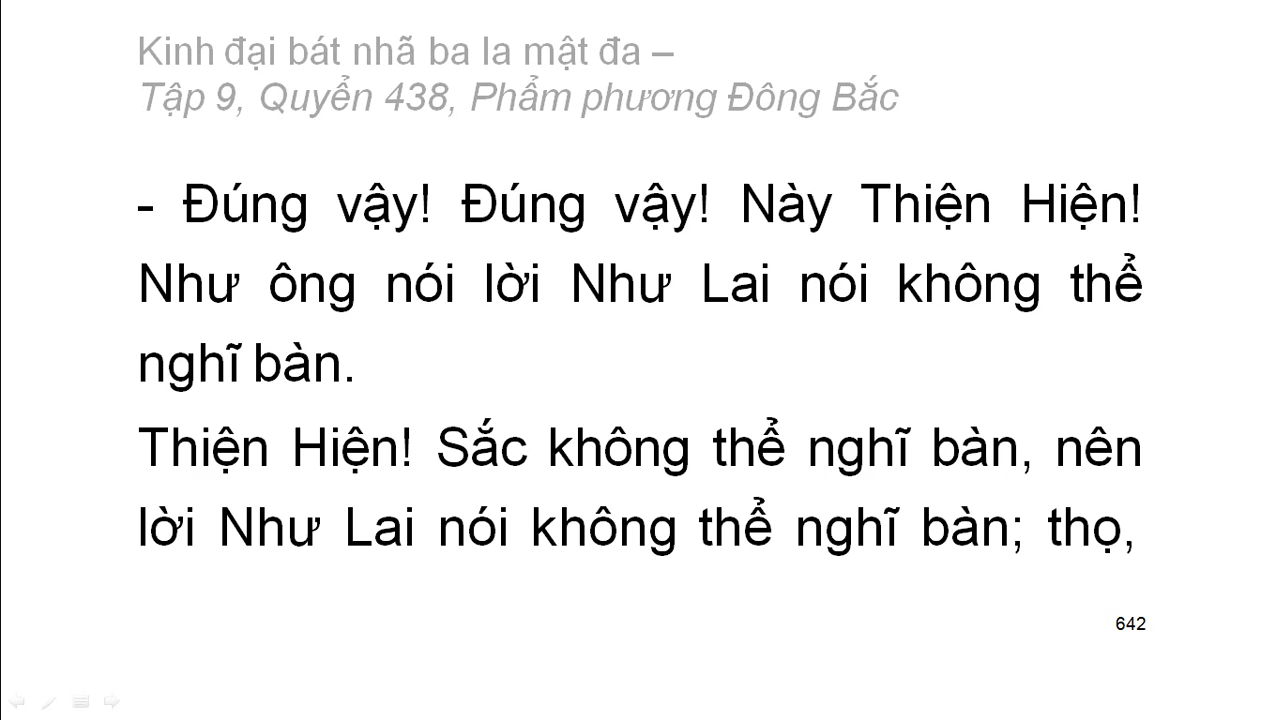 Kinh đại bát nhã ba la mật đa –
Tập 9, Quyển 438, Phẩm phương Đông Bắc
- Đúng vậy! Đúng vậy! Này Thiện Hiện!
Như ông nói lời Như Lai nói không thể
nghĩ bàn.
Thiện Hiện! Sắc không thể nghĩ bàn, nên
lời Như Lai nói không thể nghĩ bàn; thọ,
642